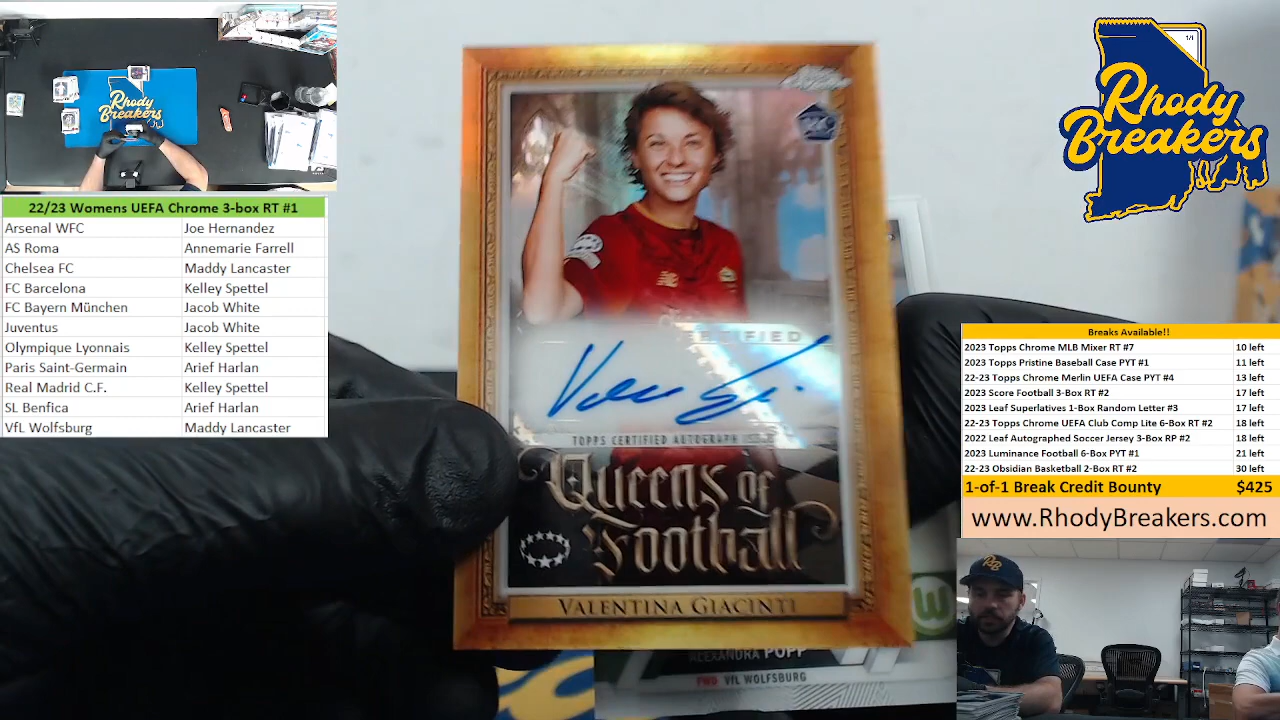 Rhody
Breakers
22/23 Womens UEFA Chrome 3-box RT #1
Arsenal WFC Joe Hernandez
AS Roma Annemarie Farrell
Chelsea FC Maddy Lancaster
FC Barcelona Kelley Spettel
FC Bayern München Jacob White
Juventus Jacob White
Olympique Lyonnais Kelley Spettel
Paris Saint-Germain Arief Harlan
Real Madrid C.F. Kelley Spettel
SL Benfica Arief Harlan
VfL Wolfsburg Maddy Lancaster
TOPPS CERTIFIED AUTOGRAPH
Queens of
Football
VALENTINA GIACINTI
ALEXANDRA POPP
FWD VfL WOLFSBURG
1/1
Rhody
Breakers
Breaks Available!!
2023 Topps Chrome MLB Mixer RT #7 10 left
2023 Topps Pristine Baseball Case PYT #1 11 left
22-23 Topps Chrome Merlin UEFA Case PYT #4 13 left
2023 Score Football 3-Box RT #2 17 left
2023 Leaf Superlatives 1-Box Random Letter #3 17 left
22-23 Topps Chrome UEFA Club Comp Lite 6-Box RT #2 18 left
2022 Leaf Autographed Soccer Jersey 3-Box RP #2 18 left
2023 Luminance Football 6-Box PYT #1 21 left
22-23 Obsidian Basketball 2-Box RT #2 30 left
1-of-1 Break Credit Bounty $425
www.RhodyBreakers.com
RB